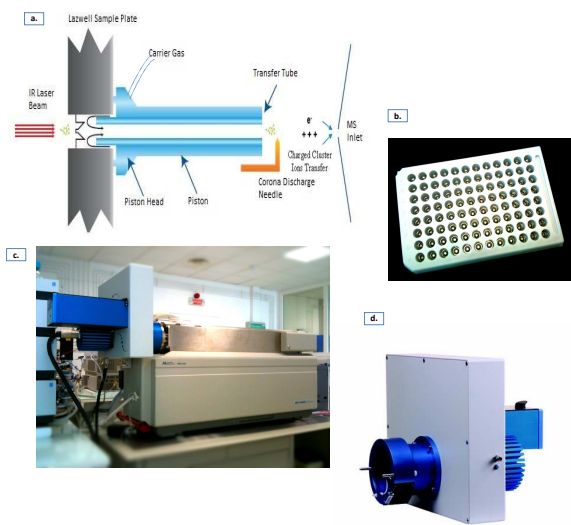 a.
Lazwell Sample Plate
Carrier Gas
Transfer Tube
IR Laser
Beam
e-
+ + +
MS
Inlet
Charged Cluster
Ions Transfer
Corona Discharge
Needle
Piston Head
Piston
b.
c.
d.